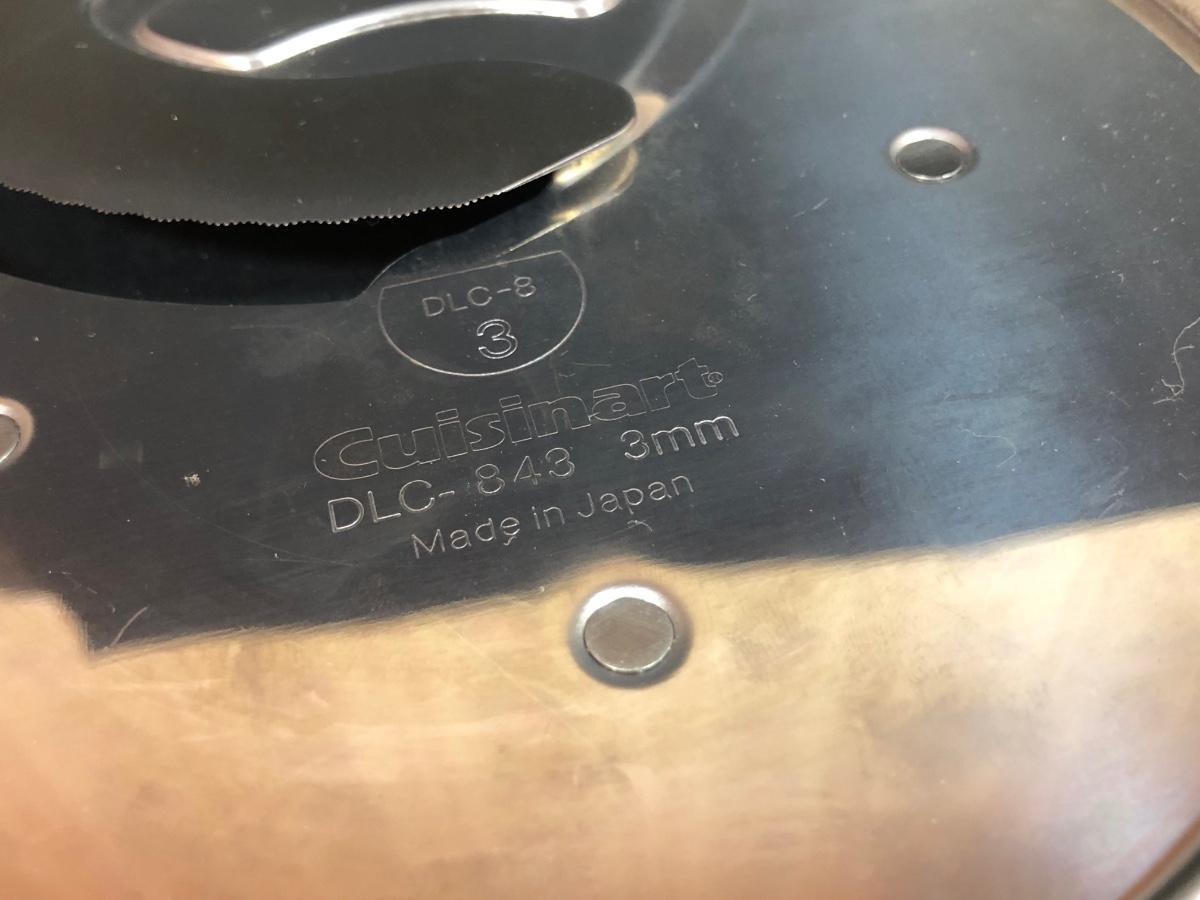 DLC-8
3
Cuisinart®
DLC-843 3mm
Made in Japan